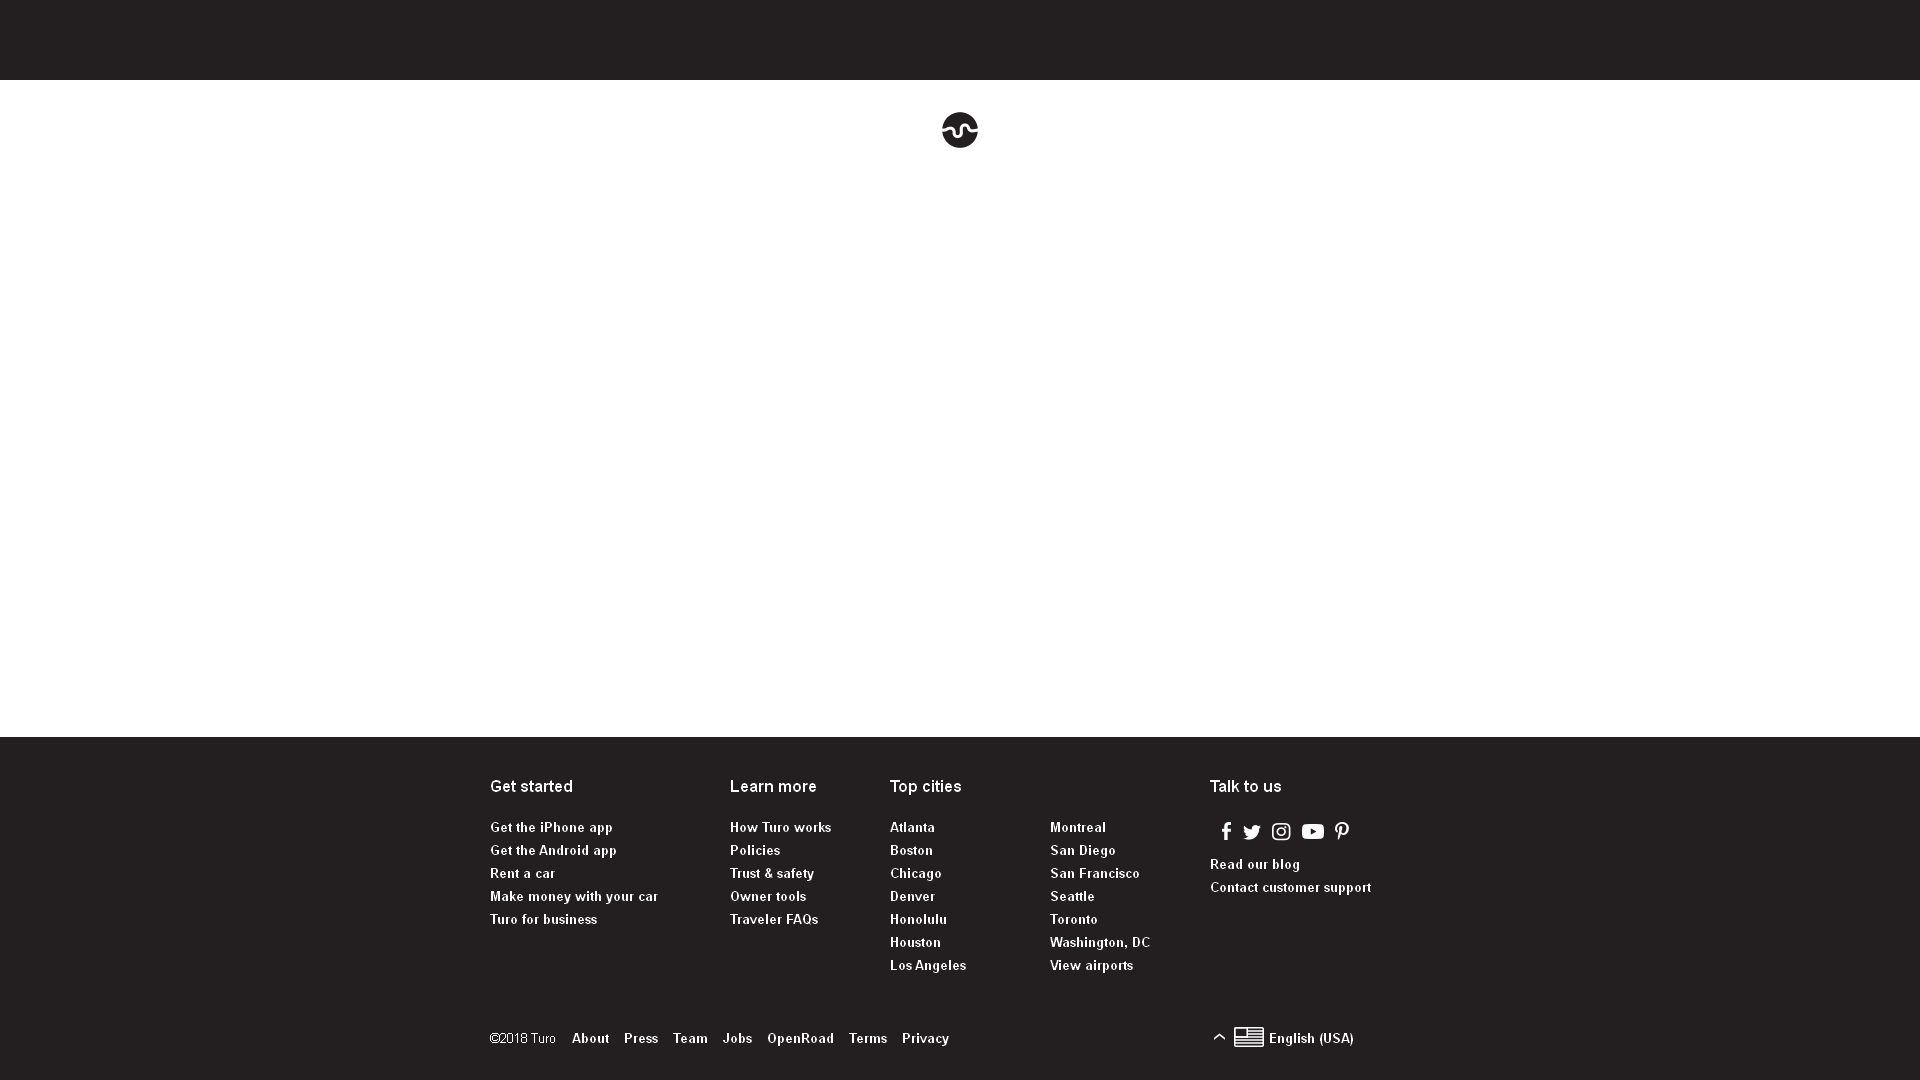 Get started
Get the iPhone app
Get the Android app
Rent a car
Make money with your car
Turo for business
Learn more
How Turo works
Policies
Trust & safety
Owner tools
Traveler FAQs
Top cities
Atlanta
Boston
Chicago
Denver
Honolulu
Houston
Los Angeles
Montreal
San Diego
San Francisco
Seattle
Toronto
Washington, DC
View airports
Talk to us
Read our blog
Contact customer support
©2018 Turo About Press Team Jobs OpenRoad Terms Privacy
English (USA)